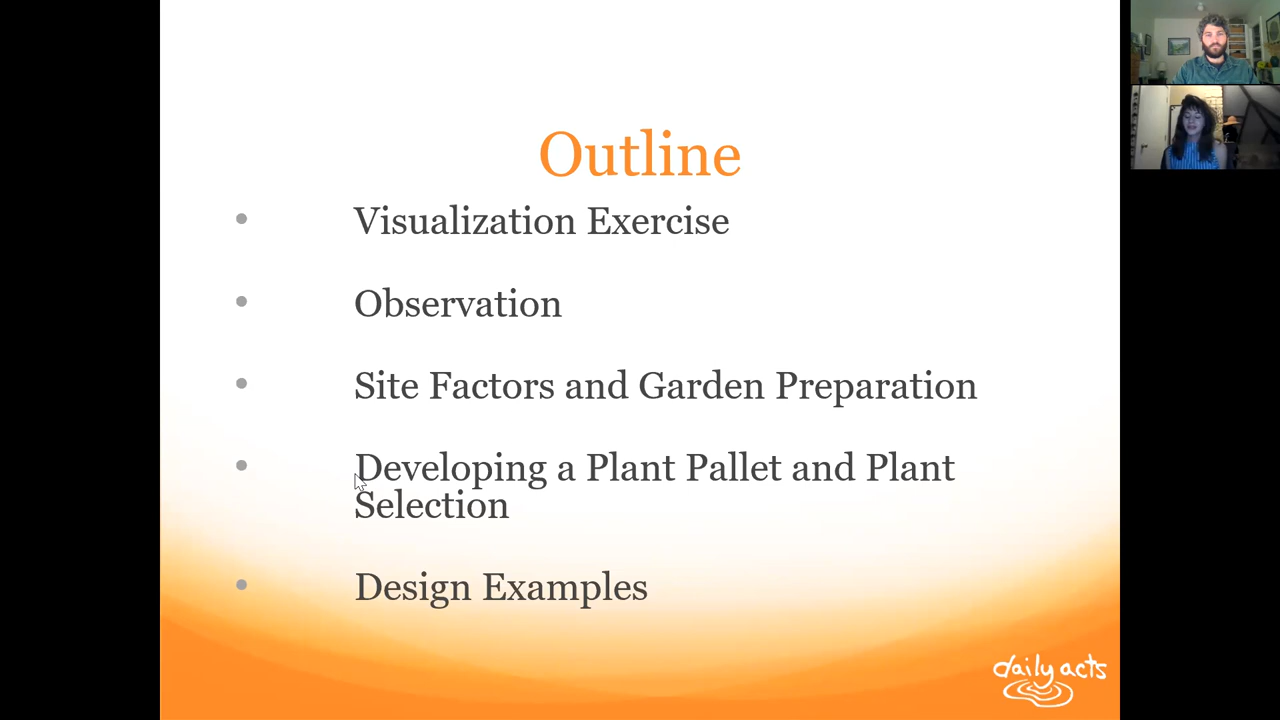 Outline
• Visualization Exercise
• Observation
• Site Factors and Garden Preparation
• Developing a Plant Pallet and Plant
Selection
• Design Examples
daily acts